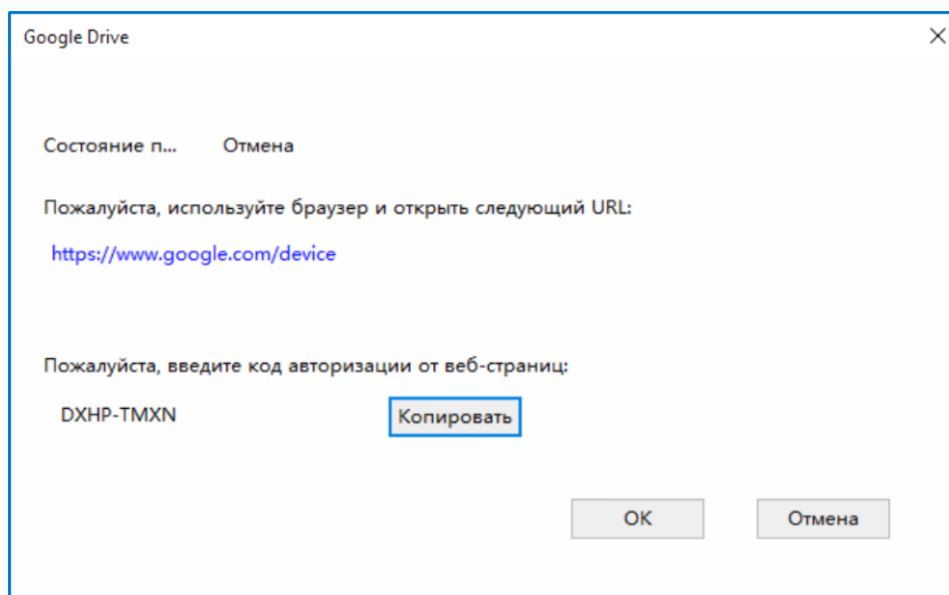 Google Drive
Состояние п... Отмена
Пожалуйста, используйте браузер и открыть следующий URL:
https://www.google.com/device
Пожалуйста, введите код авторизации от веб-страниц:
DXHP-TMXN Копировать
OK Отмена